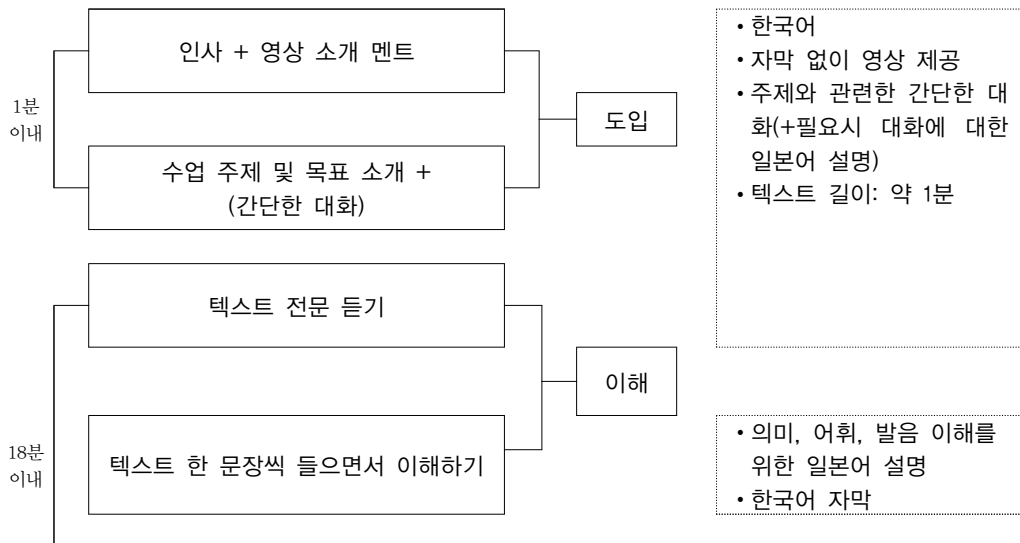 인사 + 영상 소개 멘트
1분
이내
도입
수업 주제 및 목표 소개 +
(간단한 대화)
• 한국어
• 자막 없이 영상 제공
• 주제와 관련한 간단한 대
화(+필요시 대화에 대한
일본어 설명)
• 텍스트 길이: 약 1분
텍스트 전문 듣기
이해
18분
이내
텍스트 한 문장씩 들으면서 이해하기
• 의미, 어휘, 발음 이해를
위한 일본어 설명
• 한국어 자막